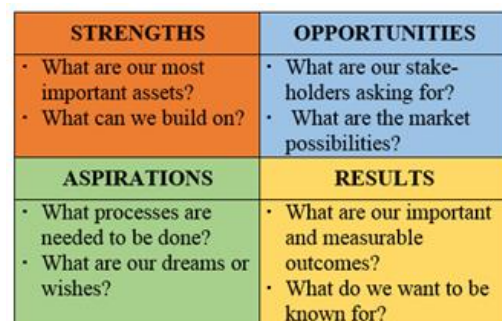 STRENGTHS
· What are our most
important assets?
· What can we build on?
OPPORTUNITIES
· What are our stake-
holders asking for?
· What are the market
possibilities?
ASPIRATIONS
· What processes are
needed to be done?
· What are our dreams or
wishes?
RESULTS
· What are our important
and measurable
outcomes?
· What do we want to be
known for?